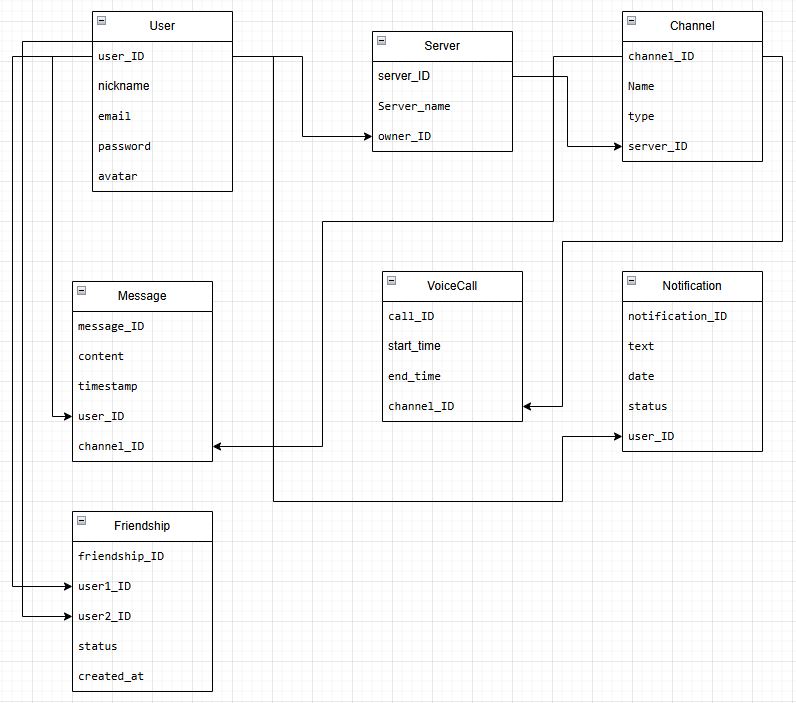 User
user_ID
nickname
email
password
avatar
Server
server_ID
Server_name
owner_ID
Channel
channel_ID
Name
type
server_ID
Message
message_ID
content
timestamp
user_ID
channel_ID
VoiceCall
call_ID
start_time
end_time
channel_ID
Notification
notification_ID
text
date
status
user_ID
Friendship
friendship_ID
user1_ID
user2_ID
status
created_at